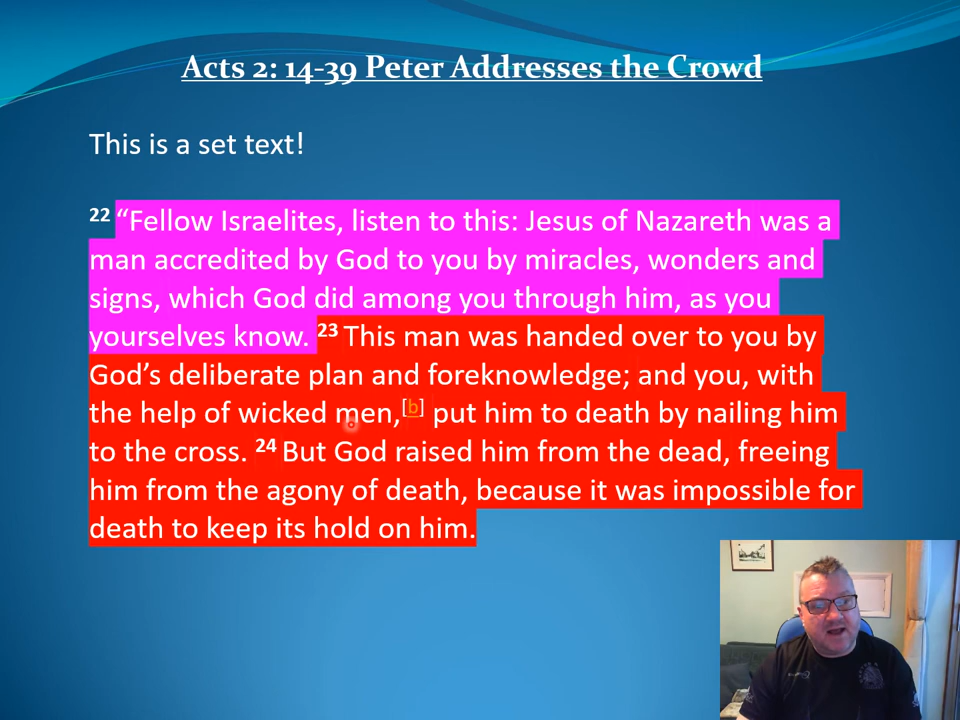 Acts 2: 14-39 Peter Addresses the Crowd
This is a set text!
22 “Fellow Israelites, listen to this: Jesus of Nazareth was a
man accredited by God to you by miracles, wonders and
signs, which God did among you through him, as you
yourselves know. 23 This man was handed over to you by
God’s deliberate plan and foreknowledge; and you, with
the help of wicked men,[b] put him to death by nailing him
to the cross. 24 But God raised him from the dead, freeing
him from the agony of death, because it was impossible for
death to keep its hold on him.